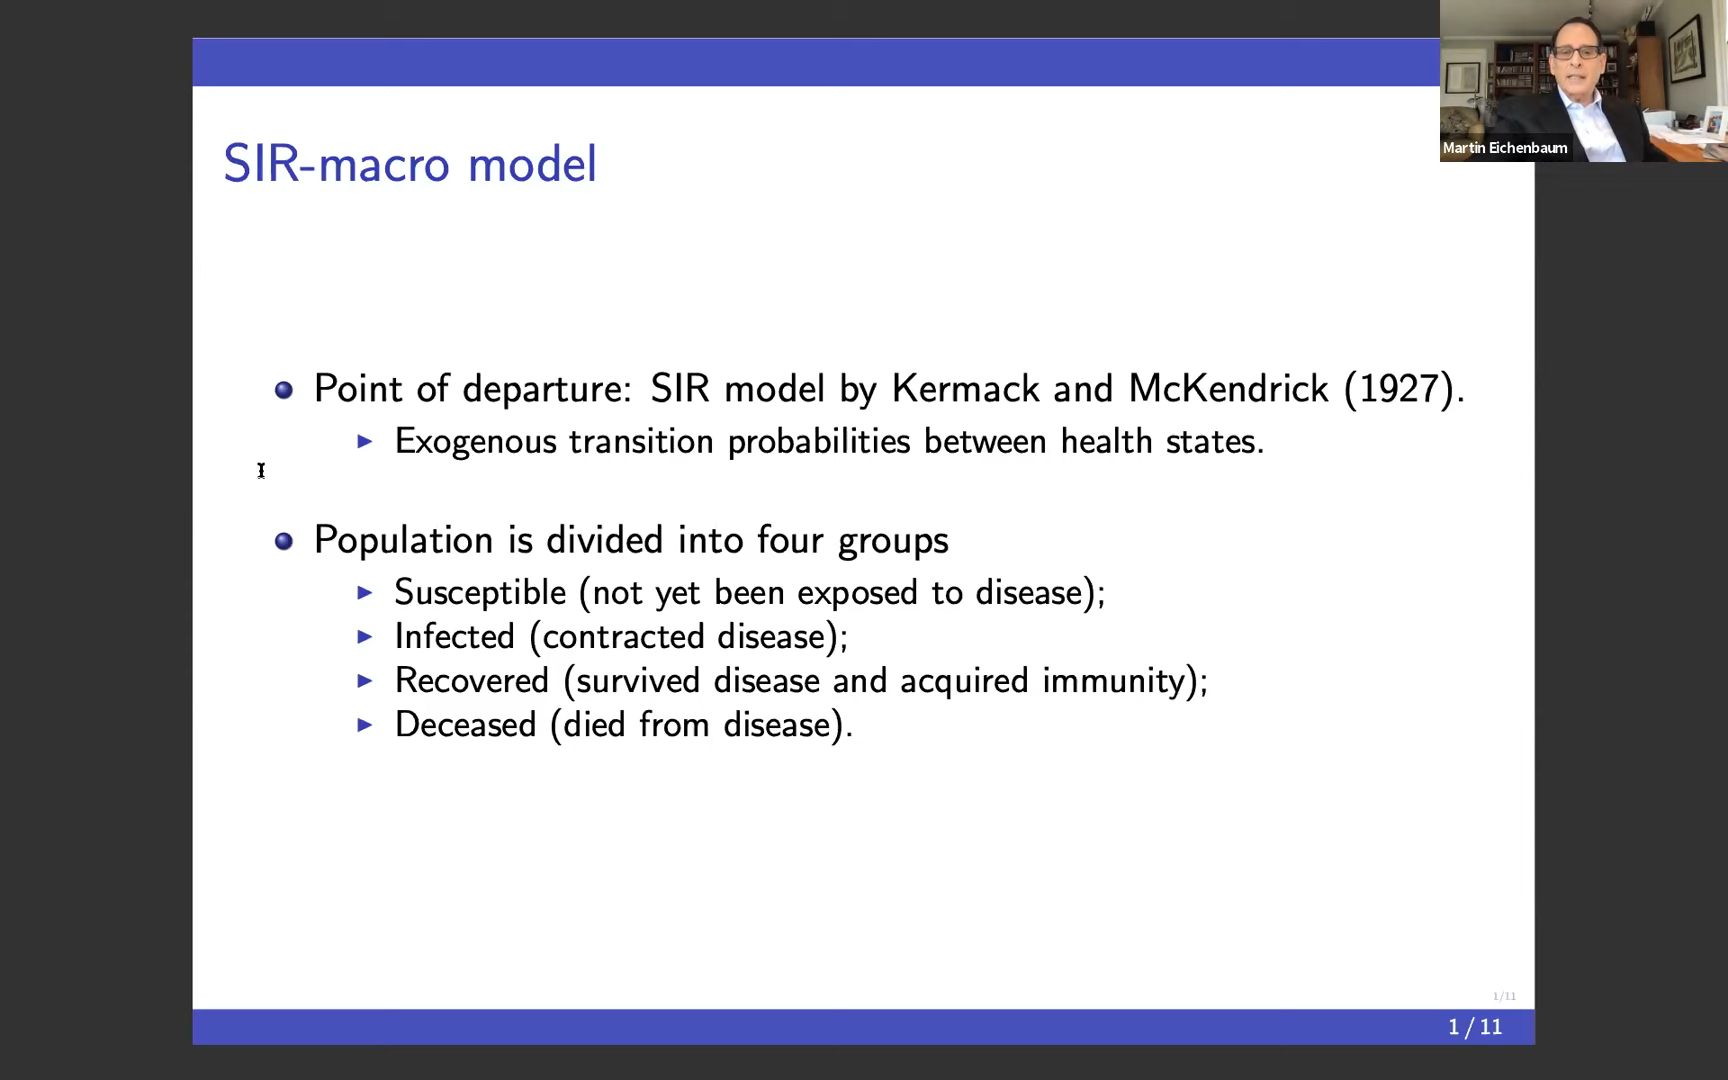 Martin Eichenbaum
SIR-macro model
Point of departure: SIR model by Kermack and McKendrick (1927).
Exogenous transition probabilities between health states.
Population is divided into four groups
Susceptible (not yet been exposed to disease);
Infected (contracted disease);
Recovered (survived disease and acquired immunity);
Deceased (died from disease).
1/11
1 / 11